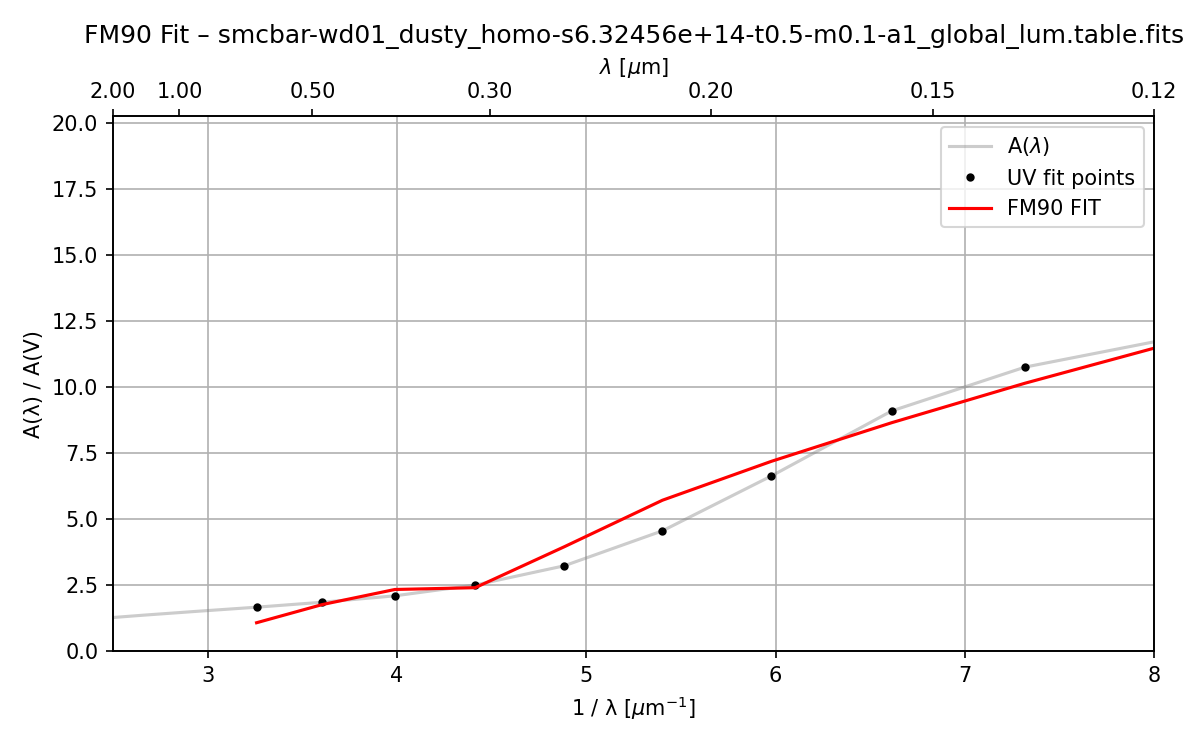 FM90 Fit – smcbar-wd01_dusty_homo-s6.32456e+14-t0.5-m0.1-a1_global_lum.table.fits
λ [μm]
2.00 1.00 0.50 0.30 0.20 0.15 0.12
A(λ)
UV fit points
FM90 FIT
20.0
17.5
15.0
12.5
10.0
7.5
5.0
2.5
0.0
A(λ) / A(V)
3 4 5 6 7 8
1 / λ [μm⁻¹]